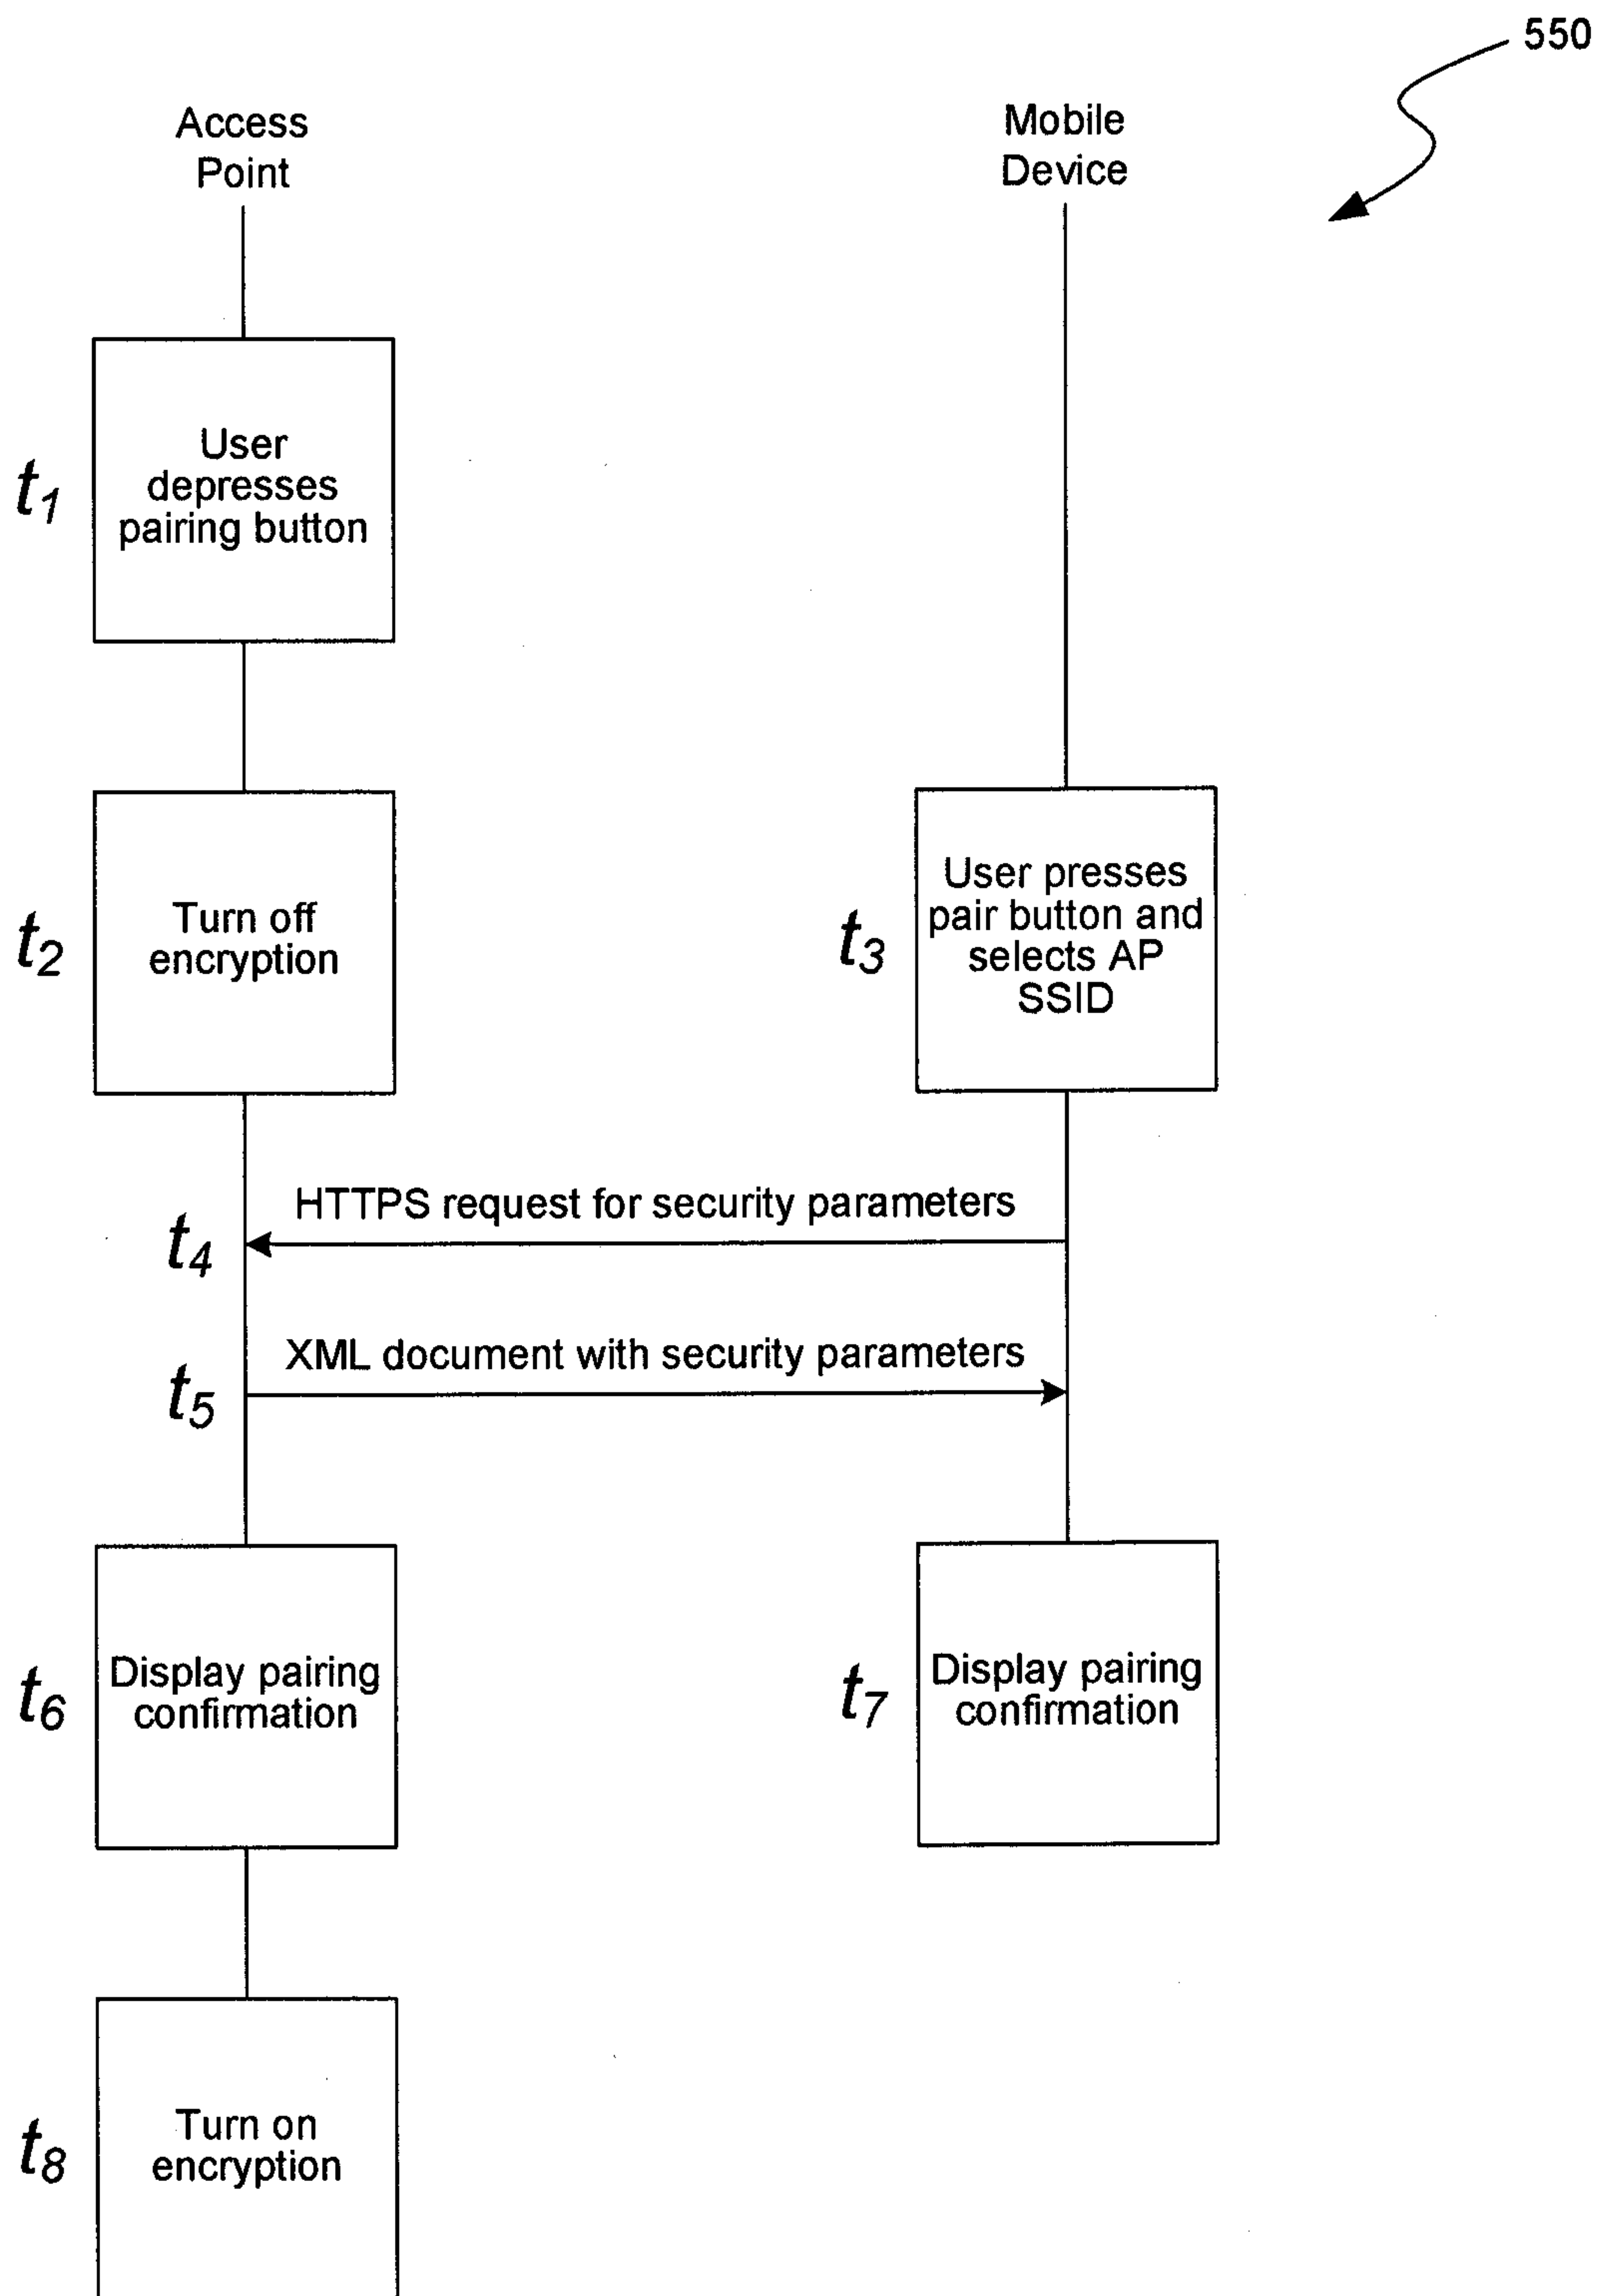 550
Access
Point
Mobile
Device
User
depresses
pairing button
t1
Turn off
encryption
t2
User presses
pair button and
selects AP
SSID
t3
HTTPS request for security parameters
t4
XML document with security parameters
t5
Display pairing
confirmation
t6
Display pairing
confirmation
t7
Turn on
encryption
t8